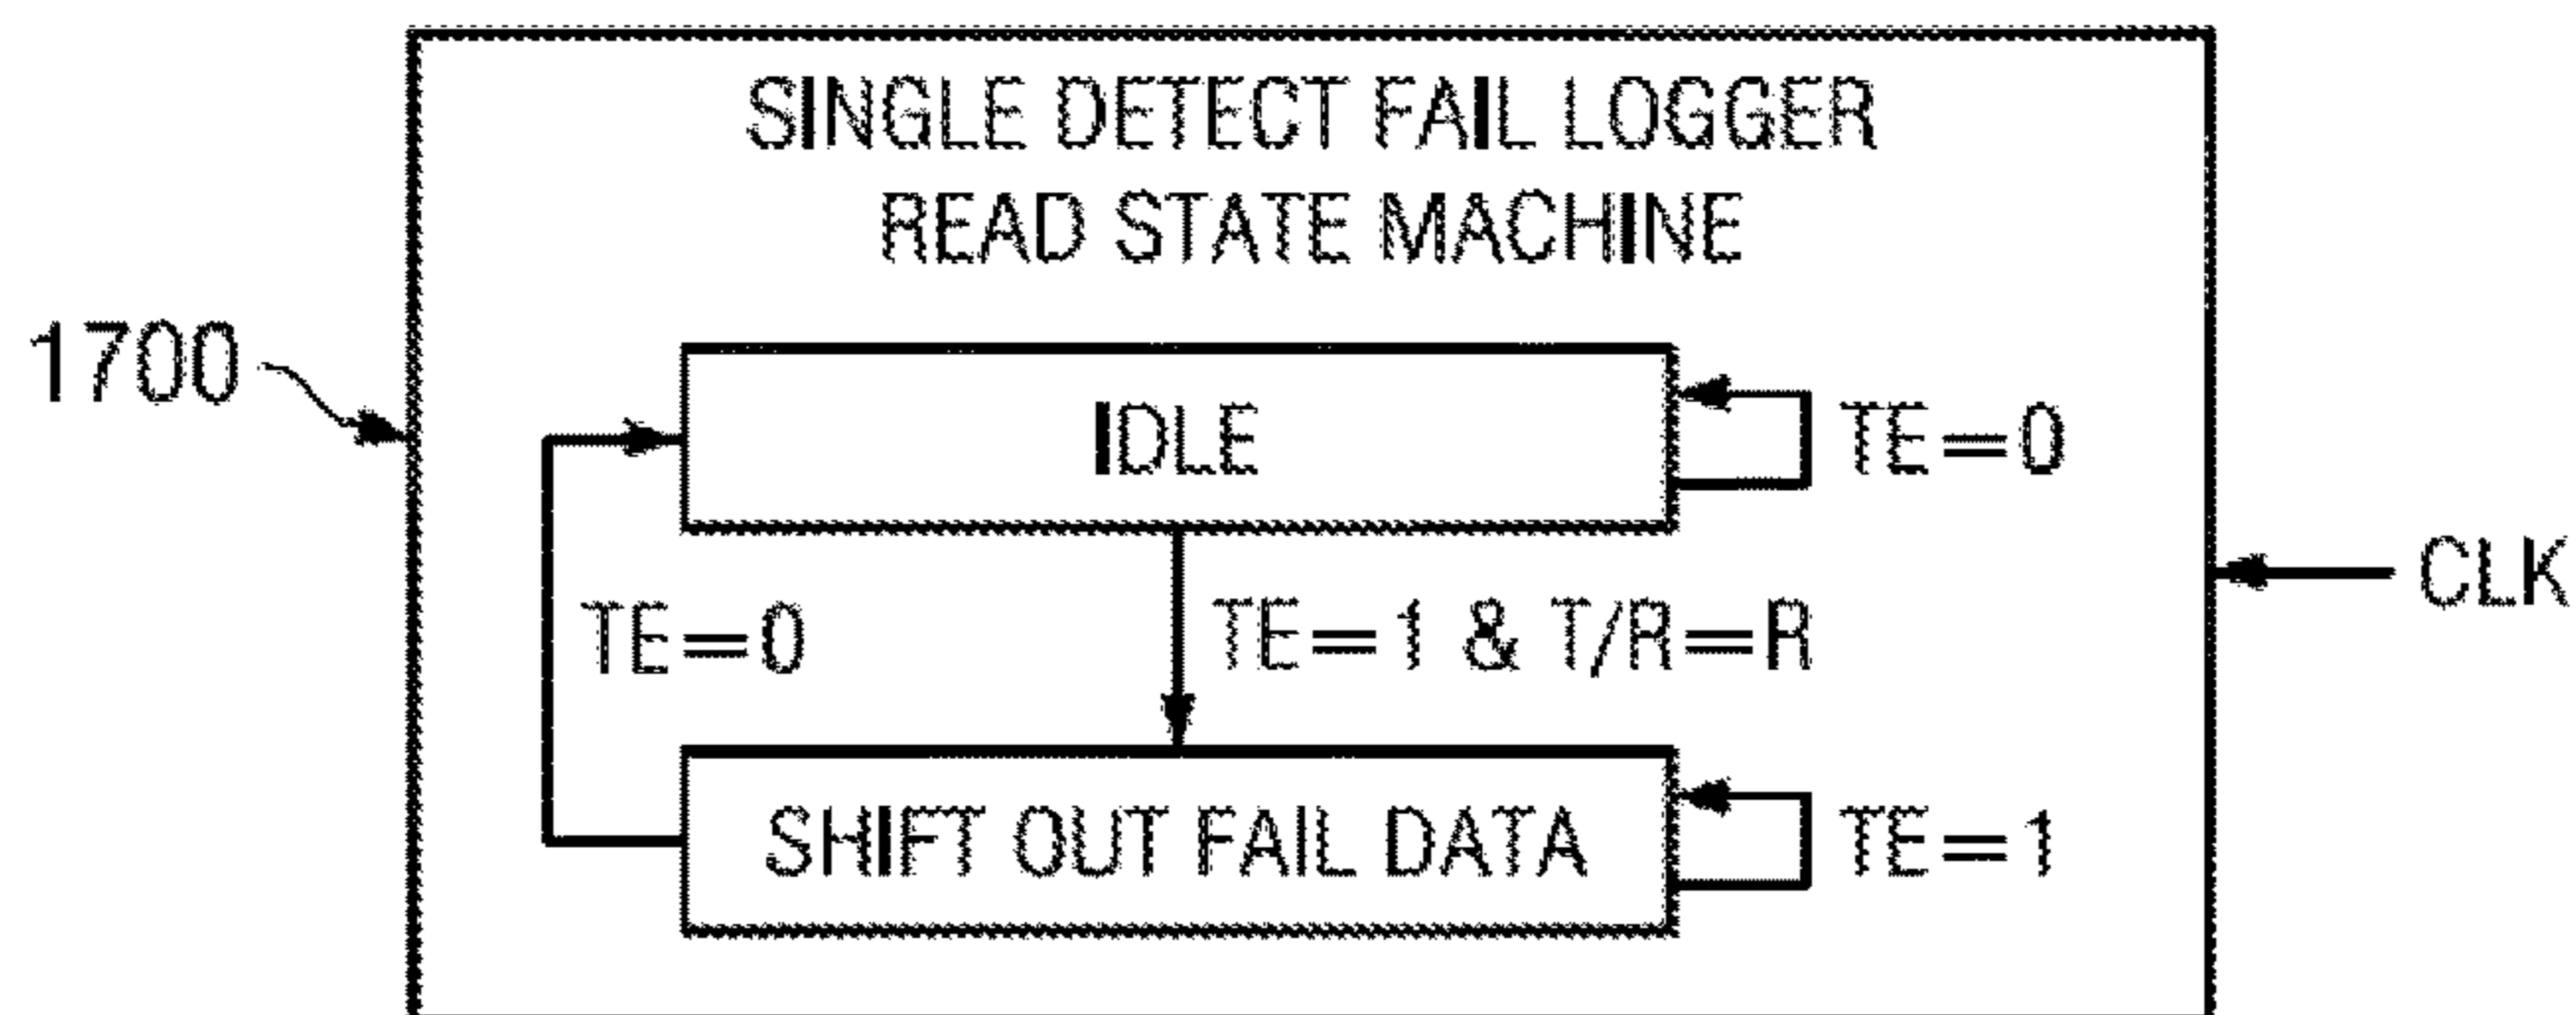 SINGLE DETECT FAIL LOGGER
READ STATE MACHINE
1700
IDLE
TE=0
CLK
TE=0
TE=1 & T/R=R
SHIFT OUT FAIL DATA
TE=1